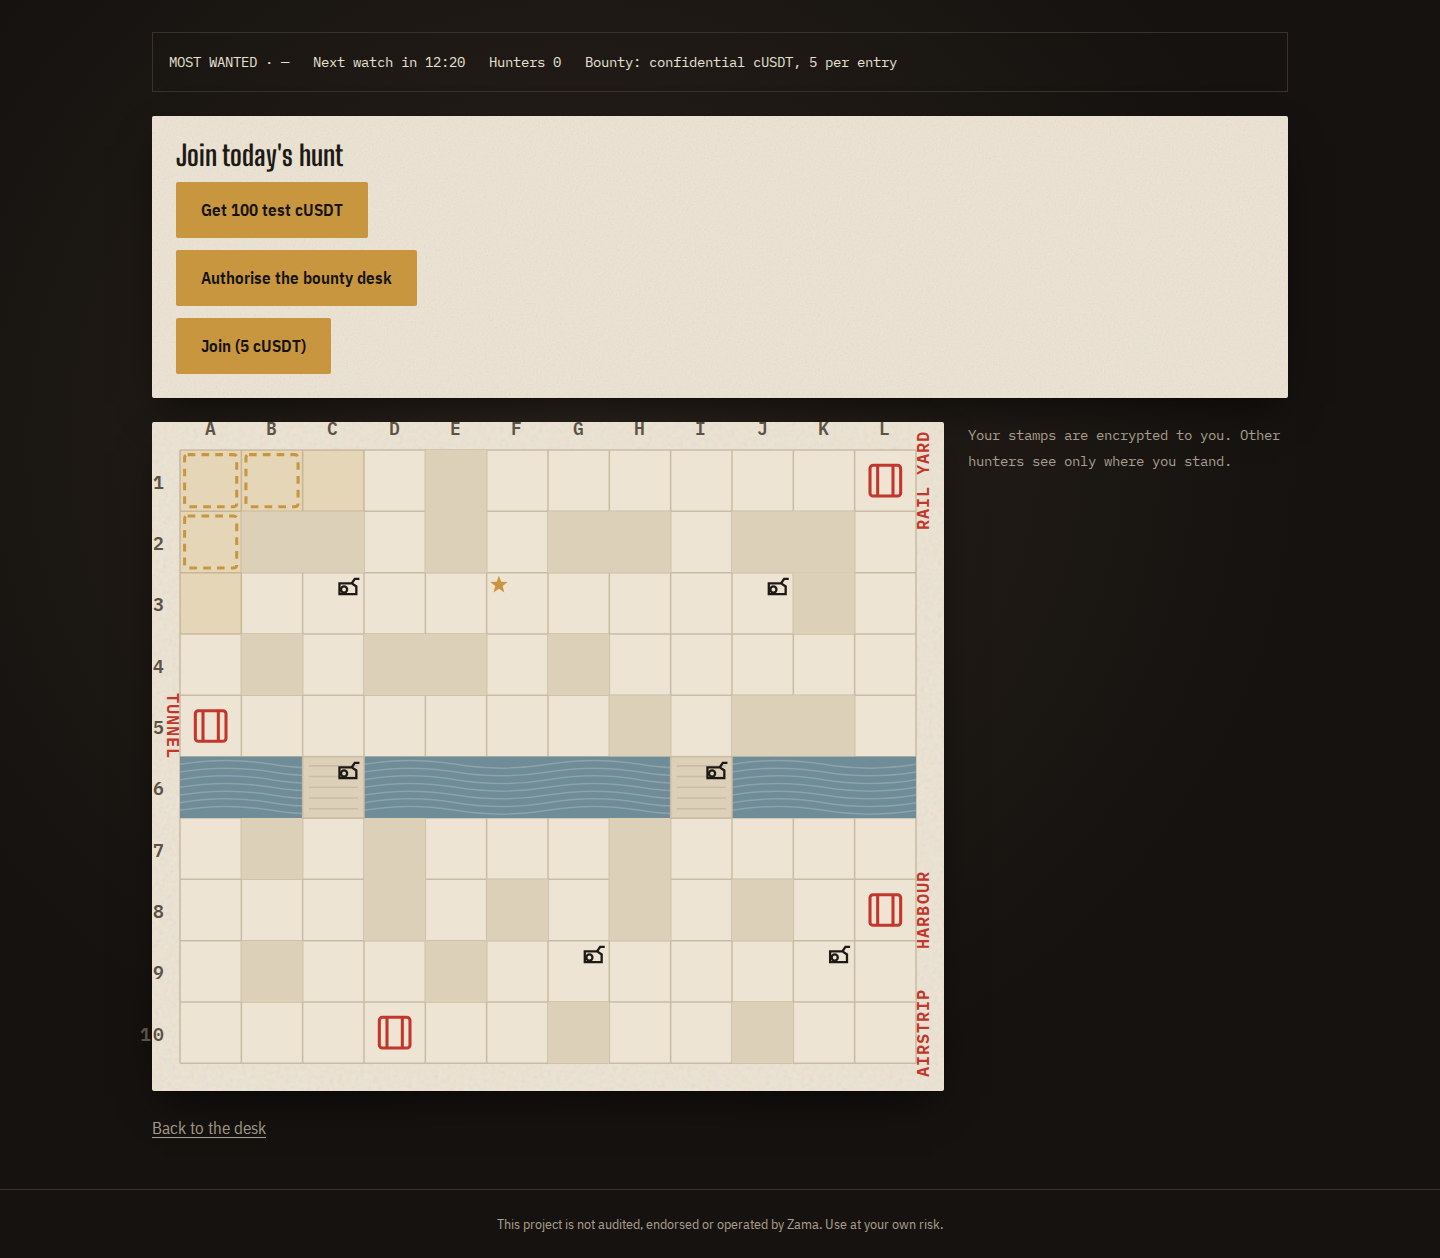 MOST WANTED · —   Next watch in 12:20   Hunters 0   Bounty: confidential cUSDT, 5 per entry
Join today's hunt
Get 100 test cUSDT
Authorise the bounty desk
Join (5 cUSDT)
A B C D E F G H I J K L
RAIL YARD
1
2
3
4
TUNNEL
5
6
7
8
HARBOUR
9
AIRSTRIP
10
Your stamps are encrypted to you. Other
hunters see only where you stand.
Back to the desk
This project is not audited, endorsed or operated by Zama. Use at your own risk.